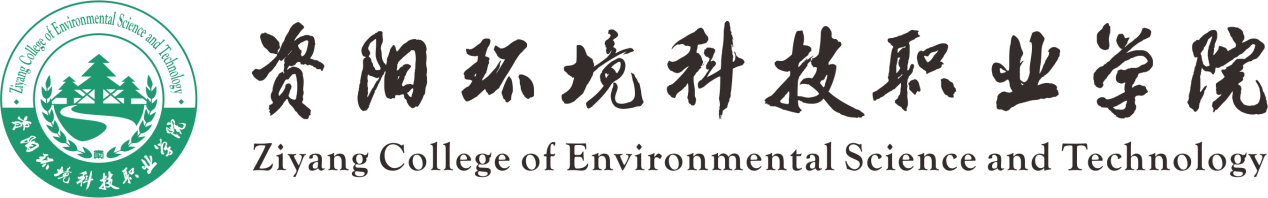 Ziyang College of Environmental Science and Technology
资阳环境科技职业学院
资阳环境科技职业学院
Ziyang College of Environmental Science and Technology